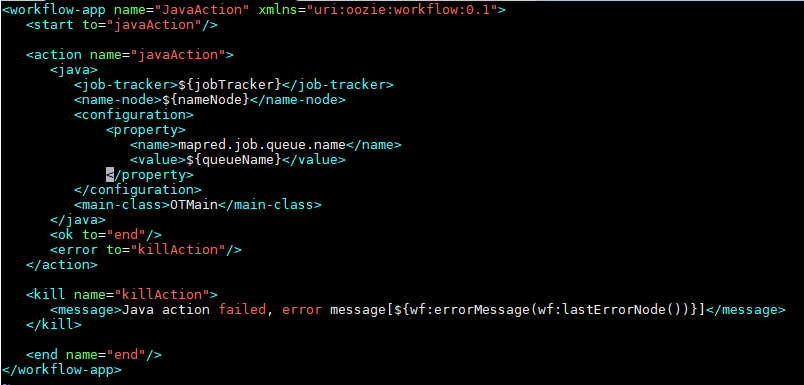 <workflow-app name="JavaAction" xmlns="uri:oozie:workflow:0.1">
<start to="javaAction"/>
<action name="javaAction">
<java>
<job-tracker>${jobTracker}</job-tracker>
<name-node>${nameNode}</name-node>
<configuration>
<property>
<name>mapred.job.queue.name</name>
<value>${queueName}</value>
</property>
</configuration>
<main-class>OTMain</main-class>
</java>
<ok to="end"/>
<error to="killAction"/>
</action>
<kill name="killAction">
<message>Java action failed, error message[${wf:errorMessage(wf:lastErrorNode())}]</message>
</kill>
<end name="end"/>
</workflow-app>